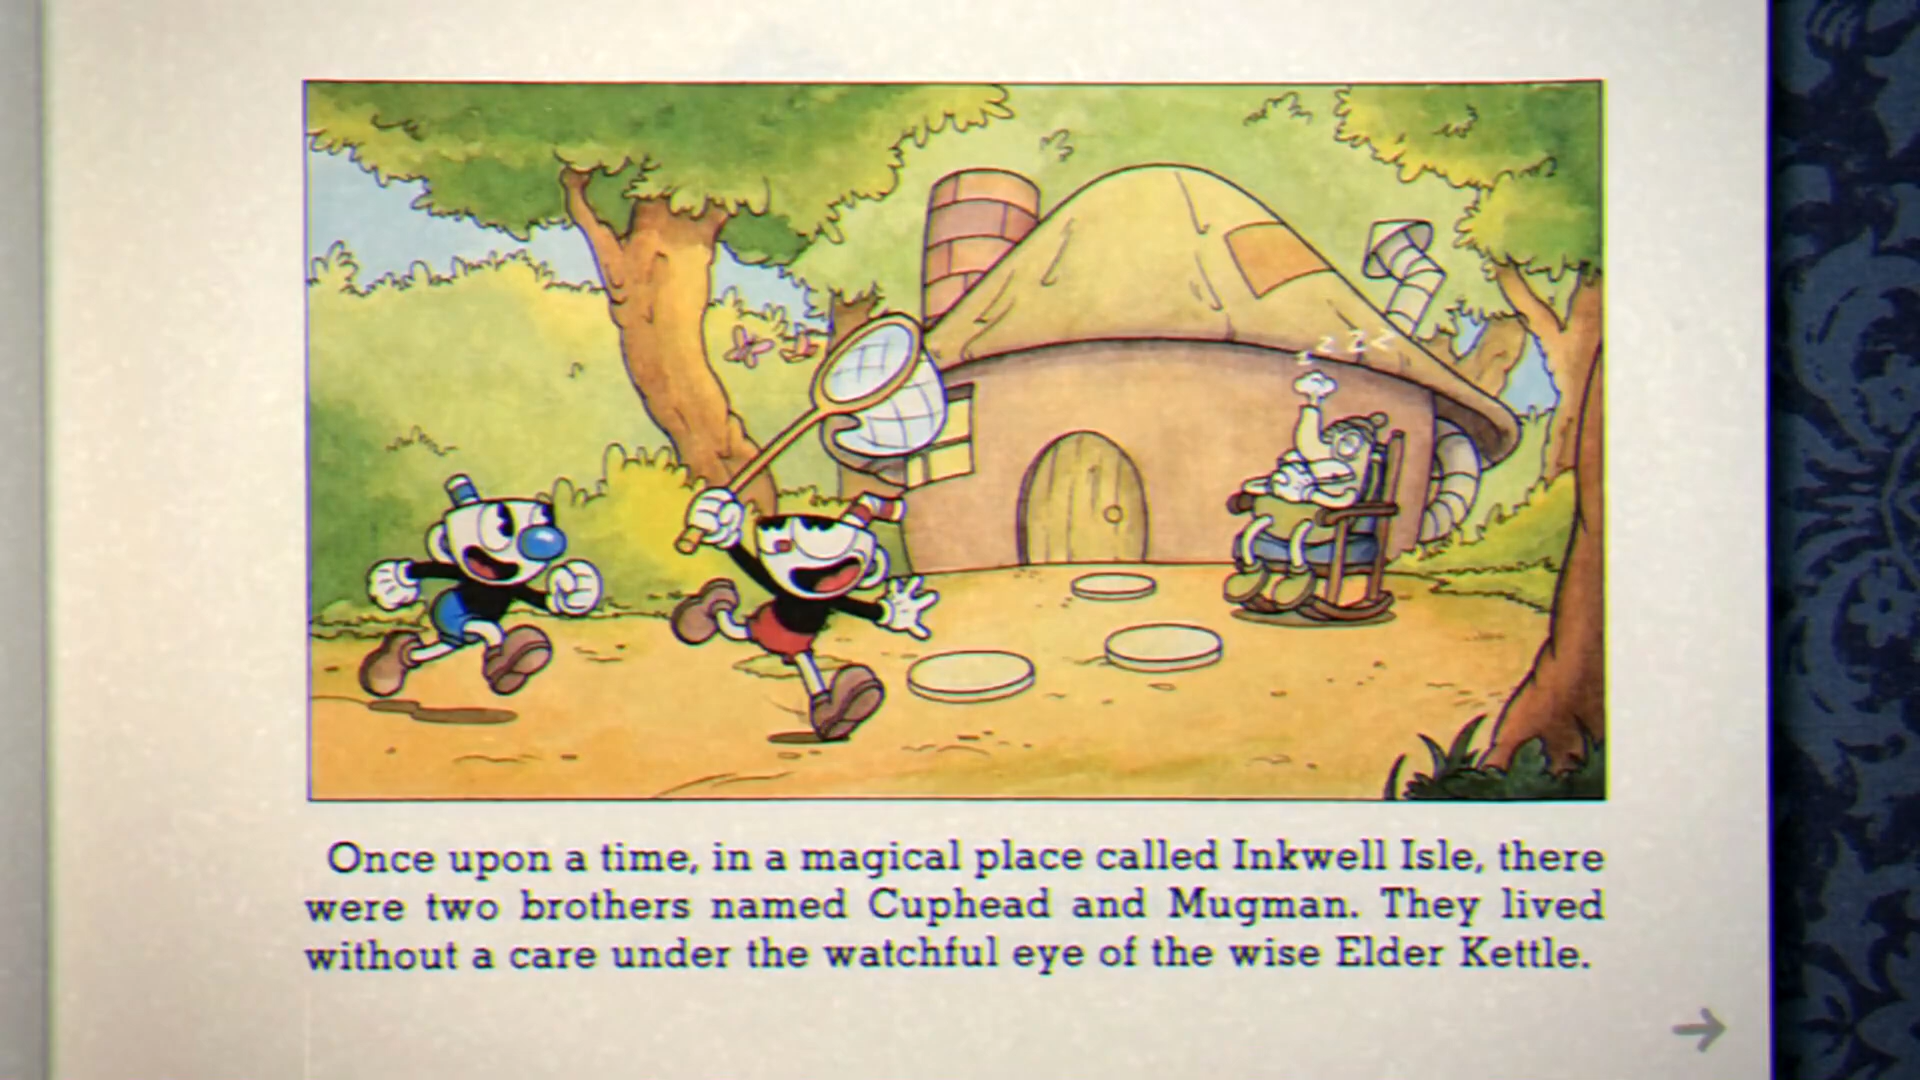 z z z z
Once upon a time, in a magical place called Inkwell Isle, there
were two brothers named Cuphead and Mugman. They lived
without a care under the watchful eye of the wise Elder Kettle.